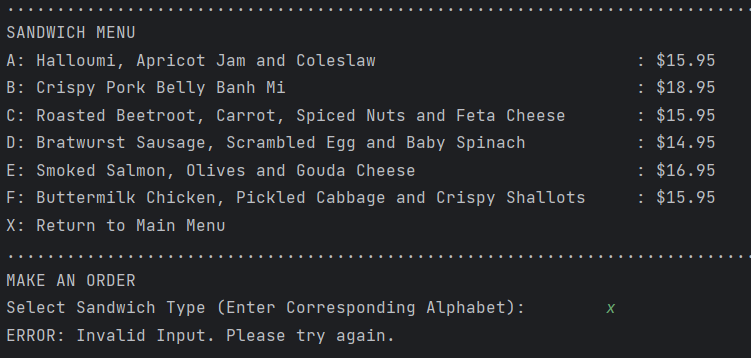 SANDWICH MENU
A: Halloumi, Apricot Jam and Coleslaw : $15.95
B: Crispy Pork Belly Banh Mi : $18.95
C: Roasted Beetroot, Carrot, Spiced Nuts and Feta Cheese : $15.95
D: Bratwurst Sausage, Scrambled Egg and Baby Spinach : $14.95
E: Smoked Salmon, Olives and Gouda Cheese : $16.95
F: Buttermilk Chicken, Pickled Cabbage and Crispy Shallots : $15.95
X: Return to Main Menu
MAKE AN ORDER
Select Sandwich Type (Enter Corresponding Alphabet): x
ERROR: Invalid Input. Please try again.